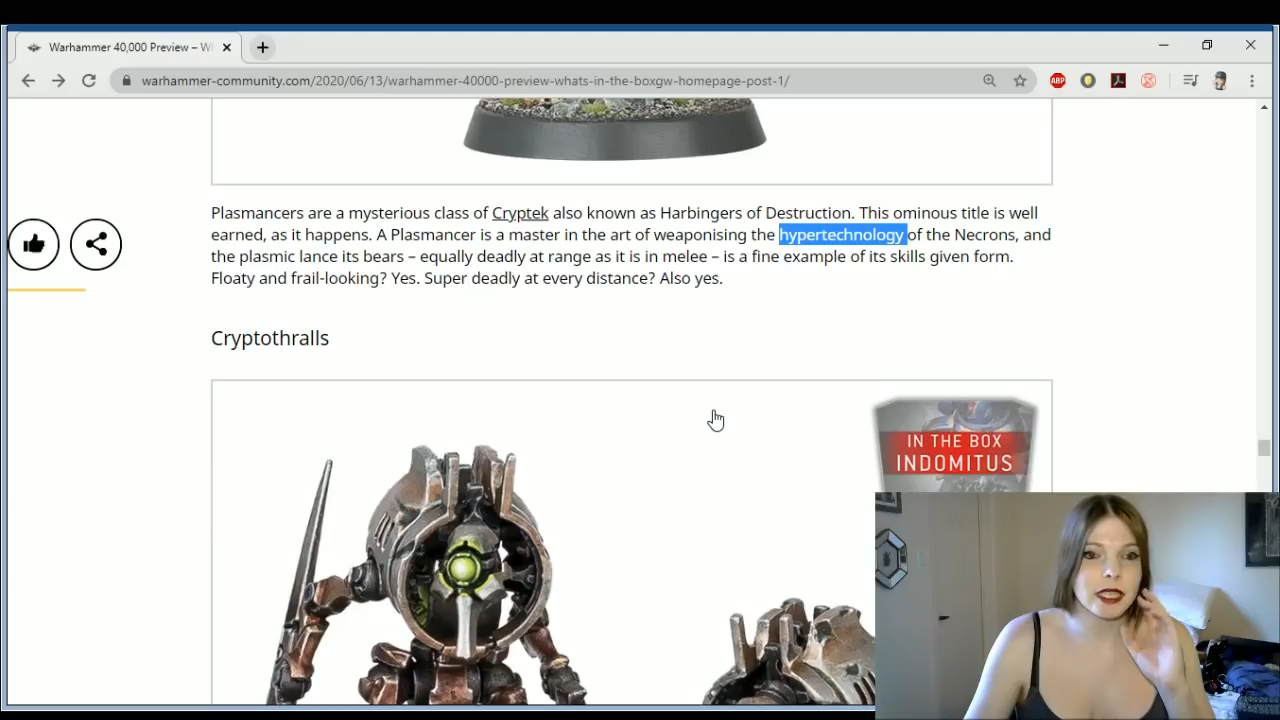 Warhammer 40,000 Preview – W
warhammer-community.com/2020/06/13/warhammer-40000-preview-whats-in-the-boxgw-homepage-post-1/
ABP
Plasmancers are a mysterious class of Cryptek also known as Harbingers of Destruction. This ominous title is well
earned, as it happens. A Plasmancer is a master in the art of weaponising the hypertechnology of the Necrons, and
the plasmic lance its bears – equally deadly at range as it is in melee – is a fine example of its skills given form.
Floaty and frail-looking? Yes. Super deadly at every distance? Also yes.
Cryptothralls
IN THE BOX
INDOMITUS